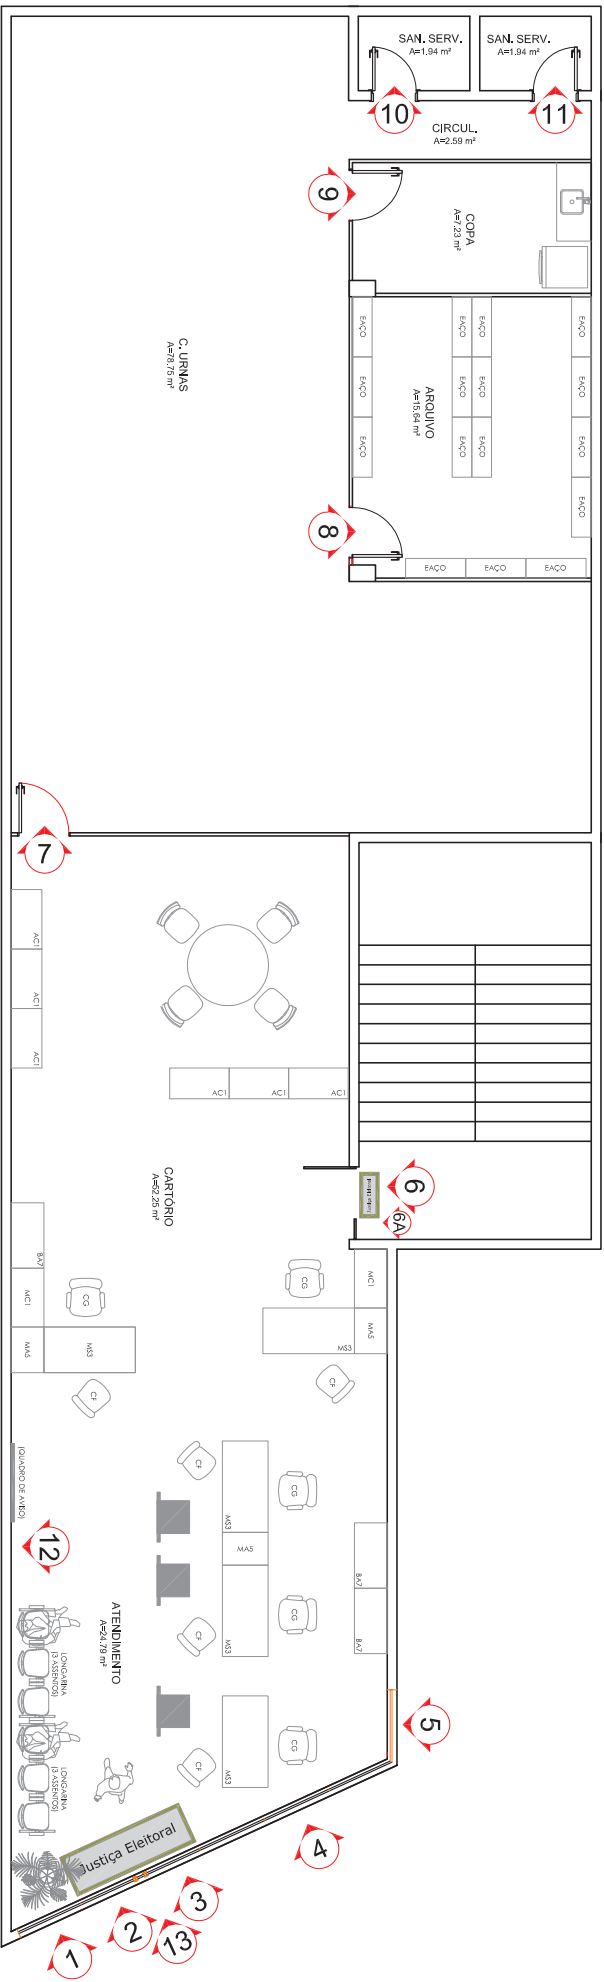 SAN. SERV.
A=1.94 m²
SAN. SERV.
A=1.94 m²
10
11
CIRCUL.
A=2.59 m²
9
COPA
A=7.23 m²
C. URNAS
A=78.75 m²
ARQUIVO
A=15.64 m²
EAÇO
EAÇO
EAÇO
EAÇO
EAÇO
EAÇO
EAÇO
EAÇO
EAÇO
EAÇO
EAÇO
EAÇO
EAÇO
8
EAÇO
EAÇO
EAÇO
7
AC1
AC1
AC1
AC1
AC1
AC1
CARTÓRIO
A=52.25 m²
6
6A
Justiça Eleitoral
BA7
MC1
MA5
MS3
CG
CF
CG
MC1
MA5
MS3
CF
MS3
MA5
MS3
CG
CG
CF
BA7
BA7
(QUADRO DE AVISO)
12
ATENDIMENTO
A=24.79 m²
LONGARINA
(3 ASSENTOS)
LONGARINA
(3 ASSENTOS)
CF
MS3
CG
CF
5
4
Justiça Eleitoral
3
13
2
1